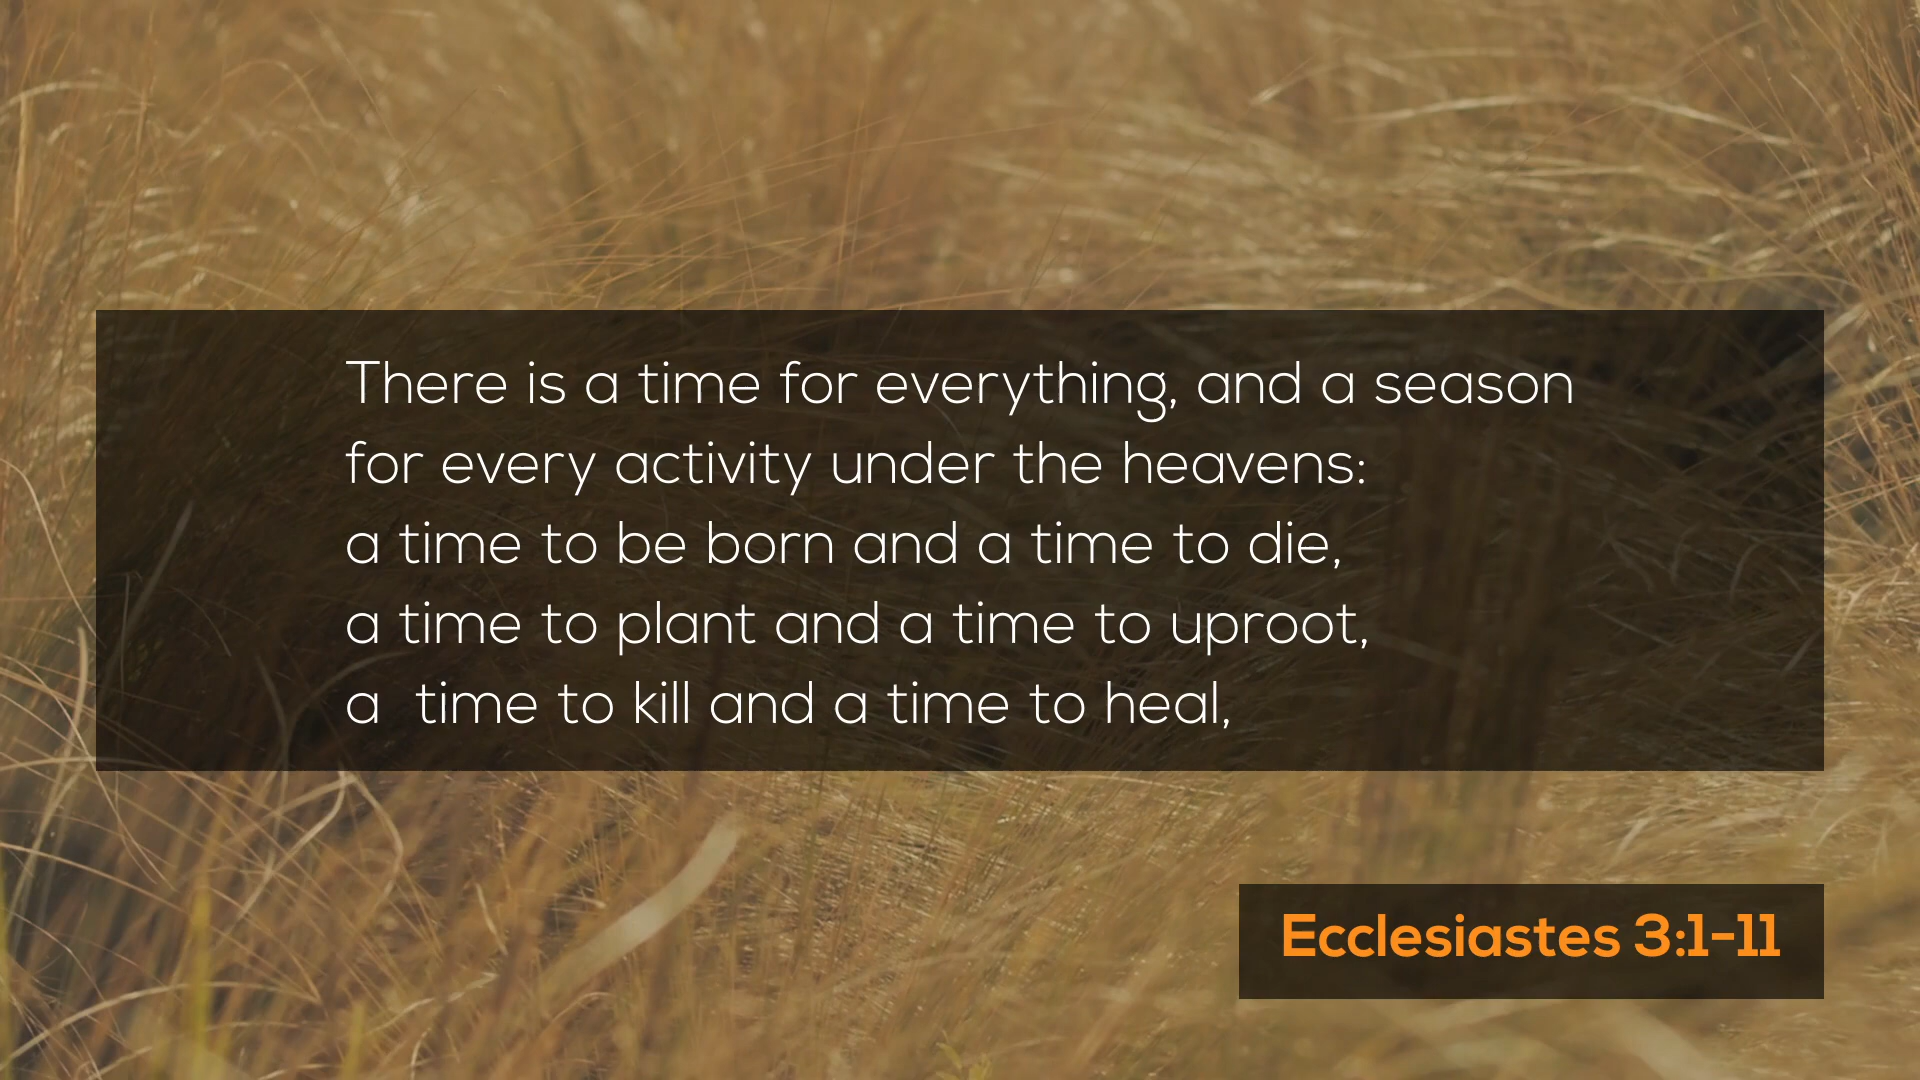 There is a time for everything, and a season
for every activity under the heavens:
a time to be born and a time to die,
a time to plant and a time to uproot,
a  time to kill and a time to heal,
Ecclesiastes 3:1-11